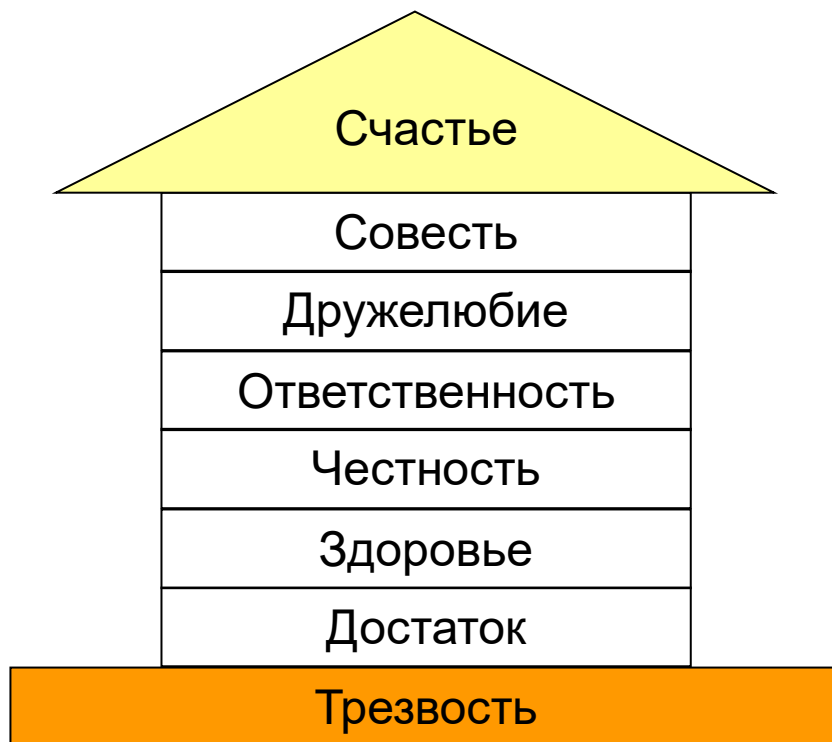 Счастье
Совесть
Дружелюбие
Ответственность
Честность
Здоровье
Достаток
Трезвость